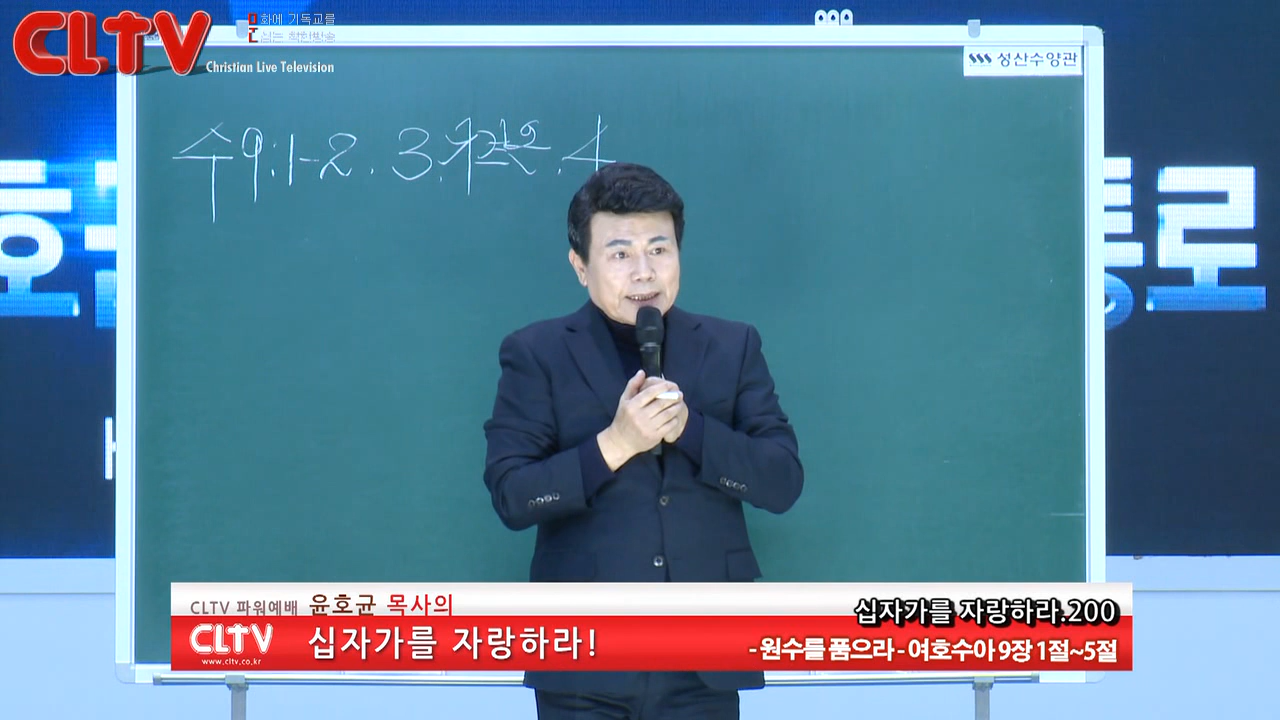 CLTV
Christian Live Television
성산수양관
수9:1-2. 3. .4
CLTV 파워예배 윤호균 목사의
십자가를 자랑하라.200
CLTV
www.cltv.co.kr
십자가를 자랑하라!
- 원수를 품으라 - 여호수아 9장 1절~5절
통로